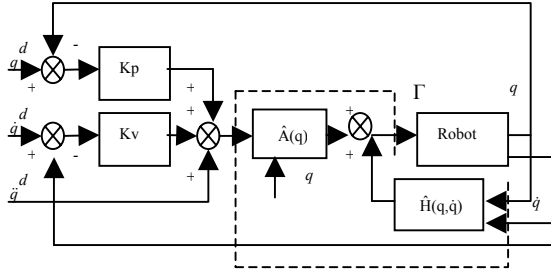 q d + - Kp
q̇ d + - Kv
q̈ d + + +
Â(q)
q
+ +
Γ
Robot
q
Ĥ(q,q̇)
q̇